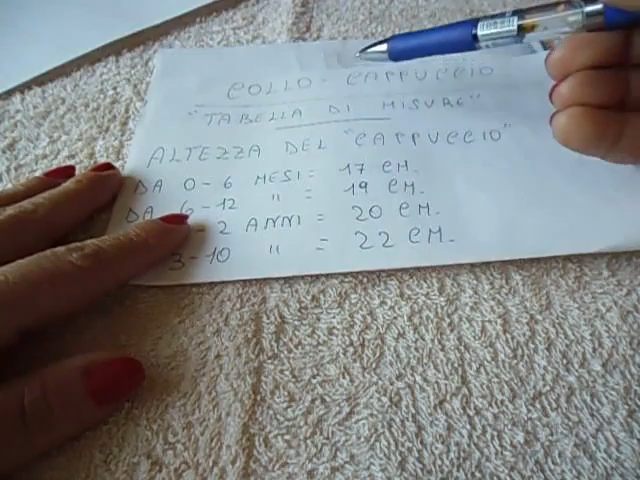 COLLO - CAPPUCCIO
"TABELLA DI MISURE"
ALTEZZA DEL "CAPPUCCIO"
DA 0-6 MESI = 17 CM.
DA 6-12 " = 19 CM.
- 2 ANNI = 20 CM.
3-10 " = 22 CM.